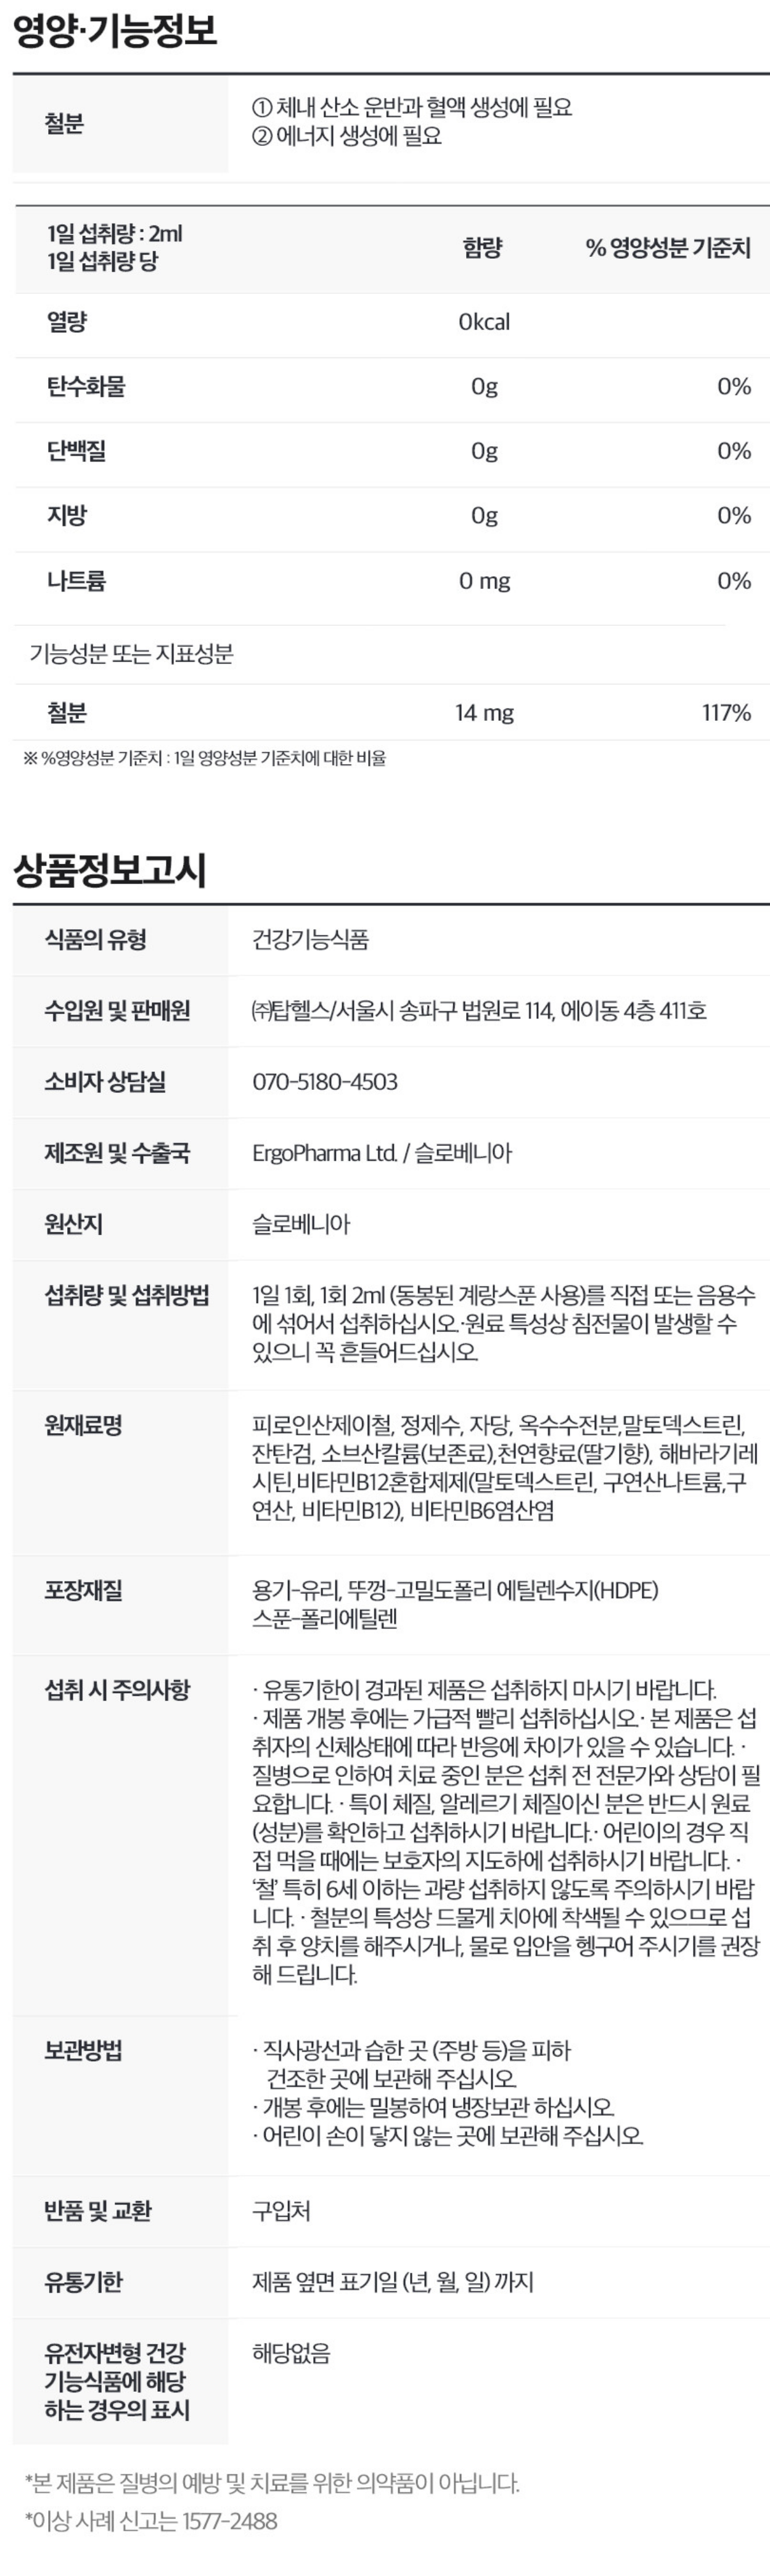 영양·기능정보
철분
① 체내 산소 운반과 혈액 생성에 필요
② 에너지 생성에 필요
1일 섭취량 : 2ml
1일 섭취량 당
함량
% 영양성분 기준치
열량 0kcal
탄수화물 0g 0%
단백질 0g 0%
지방 0g 0%
나트륨 0 mg 0%
기능성분 또는 지표성분
철분 14 mg 117%
※ %영양성분 기준치 : 1일 영양성분 기준치에 대한 비율
상품정보고시
식품의 유형 건강기능식품
수입원 및 판매원 ㈜탑헬스/서울시 송파구 법원로 114, 에이동 4층 411호
소비자 상담실 070-5180-4503
제조원 및 수출국 ErgoPharma Ltd. / 슬로베니아
원산지 슬로베니아
섭취량 및 섭취방법 1일 1회, 1회 2ml (동봉된 계량스푼 사용)를 직접 또는 음용수
에 섞어서 섭취하십시오.·원료 특성상 침전물이 발생할 수
있으니 꼭 흔들어드십시오.
원재료명 피로인산제이철, 정제수, 자당, 옥수수전분,말토덱스트린,
잔탄검, 소브산칼륨(보존료),천연향료(딸기향), 해바라기레
시틴,비타민B12혼합제제(말토덱스트린, 구연산나트륨,구
연산, 비타민B12), 비타민B6염산염
포장재질 용기-유리, 뚜껑-고밀도폴리 에틸렌수지(HDPE)
스푼-폴리에틸렌
섭취 시 주의사항 · 유통기한이 경과된 제품은 섭취하지 마시기 바랍니다.
· 제품 개봉 후에는 가급적 빨리 섭취하십시오.· 본 제품은 섭
취자의 신체상태에 따라 반응에 차이가 있을 수 있습니다. ·
질병으로 인하여 치료 중인 분은 섭취 전 전문가와 상담이 필
요합니다. · 특이 체질, 알레르기 체질이신 분은 반드시 원료
(성분)를 확인하고 섭취하시기 바랍니다.· 어린이의 경우 직
접 먹을 때에는 보호자의 지도하에 섭취하시기 바랍니다. ·
‘철’ 특히 6세 이하는 과량 섭취하지 않도록 주의하시기 바랍
니다. · 철분의 특성상 드물게 치아에 착색될 수 있으므로 섭
취 후 양치를 해주시거나, 물로 입안을 헹구어 주시기를 권장
해 드립니다.
보관방법 · 직사광선과 습한 곳 (주방 등)을 피하
건조한 곳에 보관해 주십시오.
· 개봉 후에는 밀봉하여 냉장보관 하십시오.
· 어린이 손이 닿지 않는 곳에 보관해 주십시오.
반품 및 교환 구입처
유통기한 제품 옆면 표기일 (년, 월, 일) 까지
유전자변형 건강 해당없음
기능식품에 해당
하는 경우의 표시
*본 제품은 질병의 예방 및 치료를 위한 의약품이 아닙니다.
*이상 사례 신고는 1577-2488